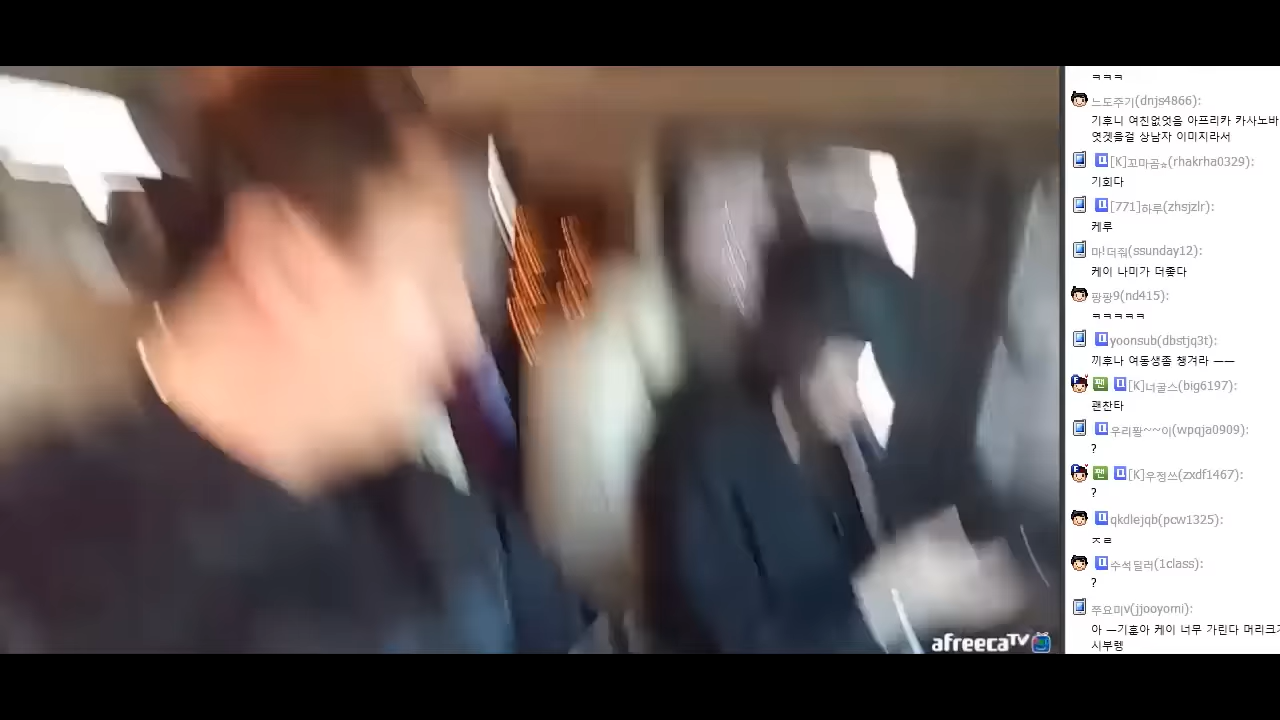 ㅋㅋㅋ
느도주기(dnjs4866):
기후니 여친없엇음 아프리카 카사노바
엿겟을걸 상남자 이미지라서
[K]꼬마곰☆(rhakrha0329):
기회다
[771]하루(zhsjzlr):
케루
마!더줘(ssunday12):
케이 나미가 더좋다
팡팡9(nd415):
ㅋㅋㅋㅋㅋ
yoonsub(dbstjq3t):
끼후나 여동생좀 챙겨라 ㅡㅡ
팬 [K]너굴스(big6197):
괜찬타
우리쫭~~이(wpqja0909):
?
팬 [K]우정쓰(zxdf1467):
?
qkdlejqb(pcw1325):
ㅈㄹ
수석딜러(1class):
?
쭈요미v(jjooyomi):
아 ㅡ기훈아 케이 너무 가린다 머리크
시부렝
afreecaTV